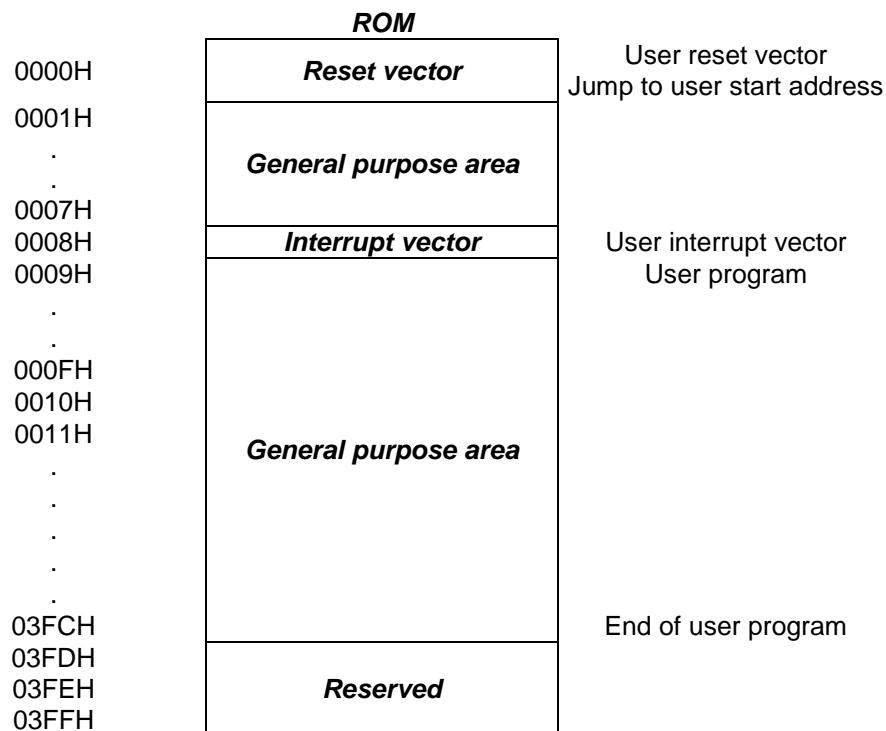 ROM
User reset vector
0000H Reset vector
Jump to user start address
0001H
.
General purpose area
.
0007H
0008H Interrupt vector User interrupt vector
0009H User program
.
.
000FH
0010H
0011H
General purpose area
.
.
.
.
.
03FCH End of user program
03FDH
03FEH Reserved
03FFH